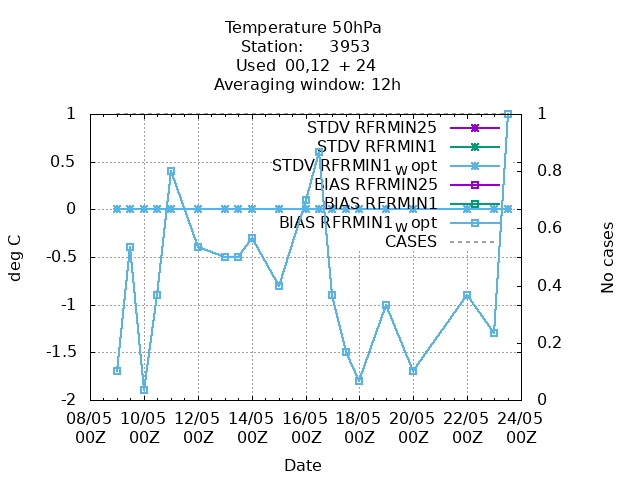 Temperature 50hPa
Station: 3953
Used 00,12 + 24
Averaging window: 12h
1 1
STDV RFRMIN25
STDV RFRMIN1
0.5 0.8
STDV RFRMIN1w opt
BIAS RFRMIN25
BIAS RFRMIN1
0 0.6
BIAS RFRMIN1w opt
CASES
deg C
No cases
-0.5 0.4
-1
-1.5 0.2
-2 0
08/05 10/05 12/05 14/05 16/05 18/05 20/05 22/05 24/05
00Z 00Z 00Z 00Z 00Z 00Z 00Z 00Z 00Z
Date